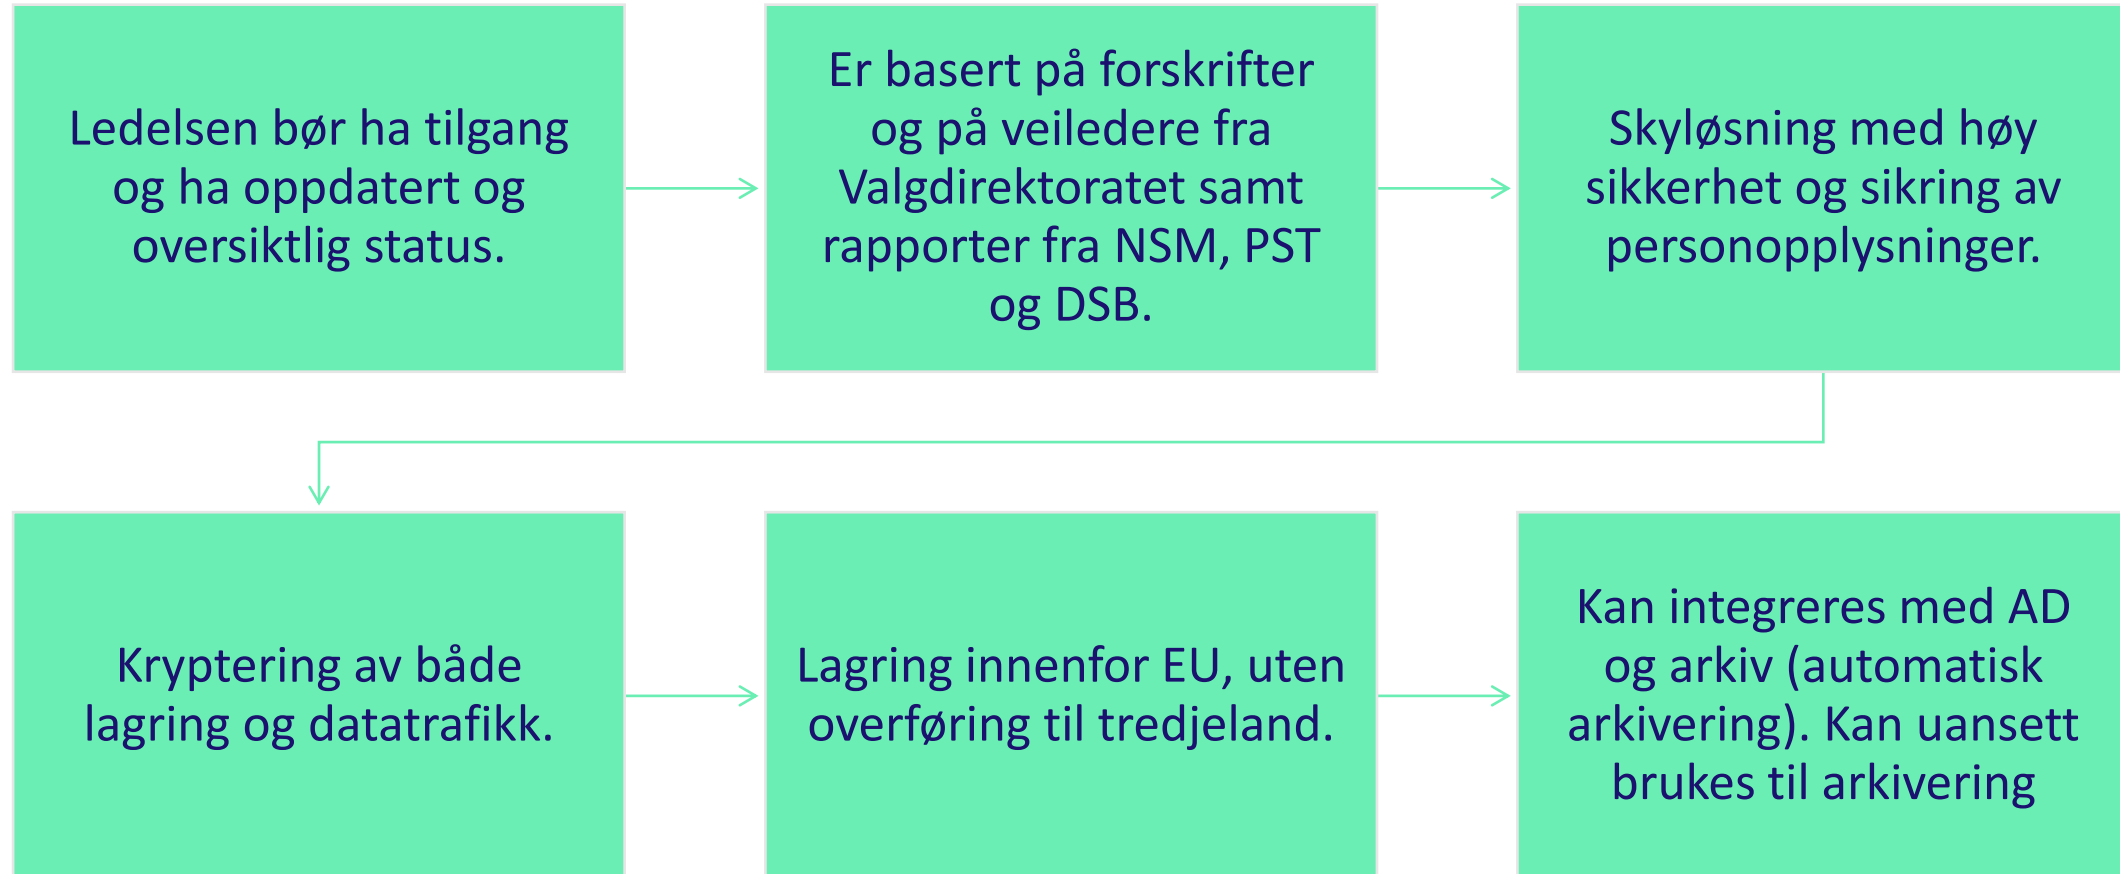 Ledelsen bør ha tilgang
og ha oppdatert og
oversiktlig status.
Er basert på forskrifter
og på veiledere fra
Valgdirektoratet samt
rapporter fra NSM, PST
og DSB.
Skyløsning med høy
sikkerhet og sikring av
personopplysninger.
Kryptering av både
lagring og datatrafikk.
Lagring innenfor EU, uten
overføring til tredjeland.
Kan integreres med AD
og arkiv (automatisk
arkivering). Kan uansett
brukes til arkivering